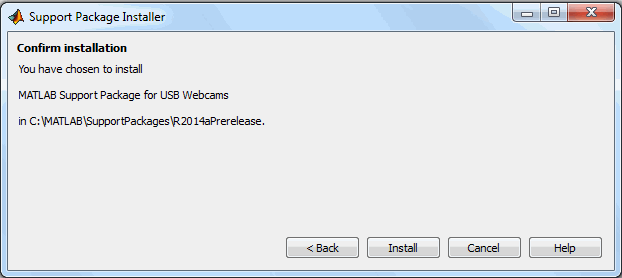 Support Package Installer
Confirm installation
You have chosen to install
MATLAB Support Package for USB Webcams
in C:\MATLAB\SupportPackages\R2014aPrerelease.
< Back Install Cancel Help